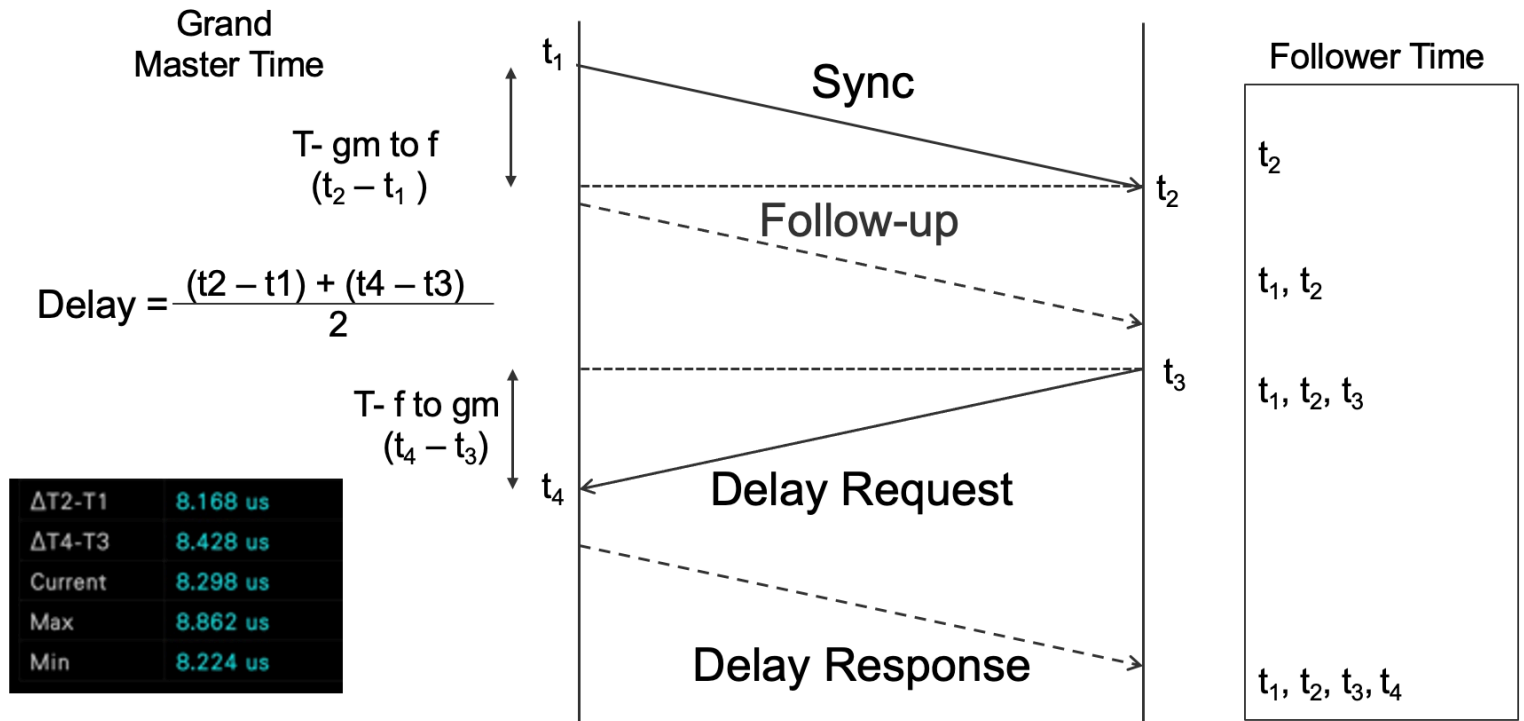 Grand
Master Time
t₁
Sync
Follower Time
T- gm to f
(t₂ – t₁ )
t₂
t₂
Follow-up
Delay = (t2 – t1) + (t4 – t3)
2
t₁, t₂
t₃
T- f to gm
(t₄ – t₃)
t₁, t₂, t₃
t₄
Delay Request
ΔT2-T1 8.168 us
ΔT4-T3 8.428 us
Current 8.298 us
Max 8.862 us
Min 8.224 us
Delay Response
t₁, t₂, t₃, t₄